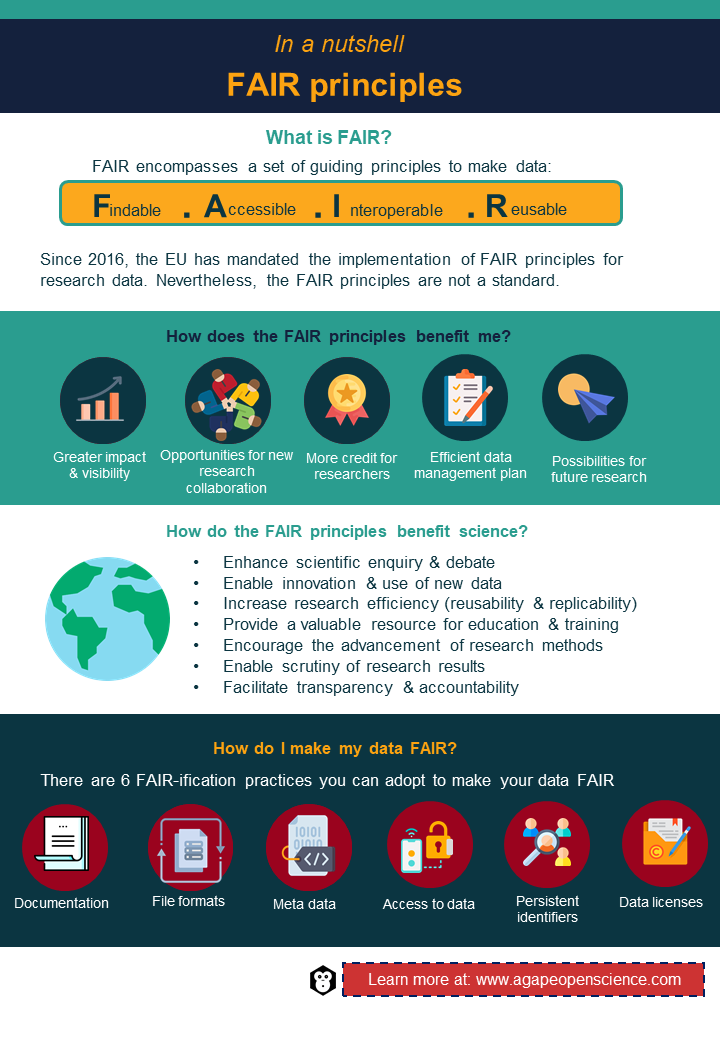 In a nutshell
FAIR principles
What is FAIR?
FAIR encompasses a set of guiding principles to make data:
Findable . Accessible . Interoperable . Reusable
Since 2016, the EU has mandated the implementation of FAIR principles for
research data. Nevertheless, the FAIR principles are not a standard.
How does the FAIR principles benefit me?
Greater impact
& visibility
Opportunities for new
research
collaboration
More credit for
researchers
Efficient data
management plan
Possibilities for
future research
How do the FAIR principles benefit science?
• Enhance scientific enquiry & debate
• Enable innovation & use of new data
• Increase research efficiency (reusability & replicability)
• Provide a valuable resource for education & training
• Encourage the advancement of research methods
• Enable scrutiny of research results
• Facilitate transparency & accountability
How do I make my data FAIR?
There are 6 FAIR-ification practices you can adopt to make your data FAIR
Documentation
File formats
01010
01010
</>
Meta data
Access to data
Persistent
identifiers
©
Data licenses
Learn more at: www.agapeopenscience.com